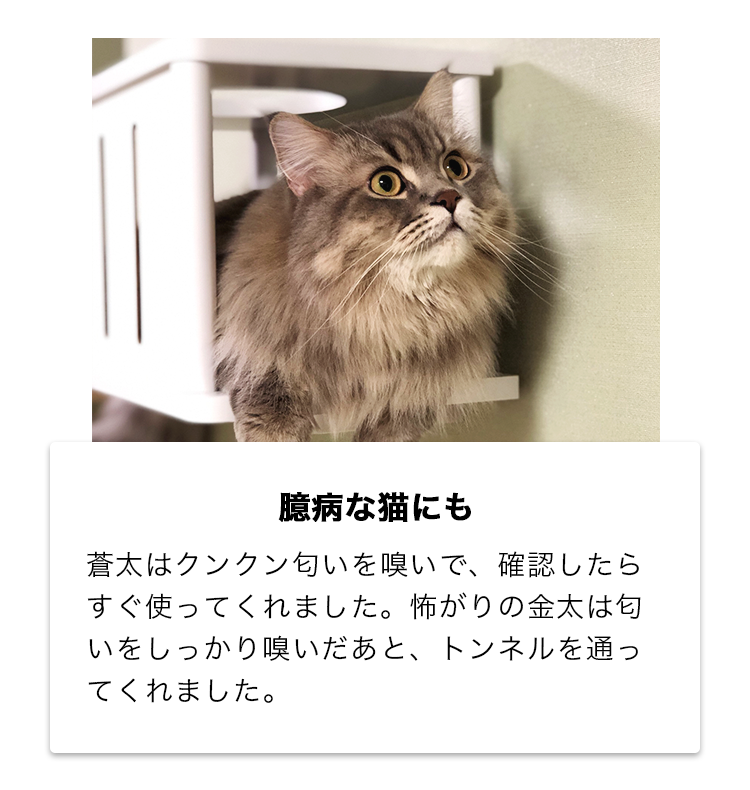 臆病な猫にも
蒼太はクンクン匂いを嗅いで、確認したら
すぐ使ってくれました。怖がりの金太は匂
いをしっかり嗅いだあと、トンネルを通っ
てくれました。